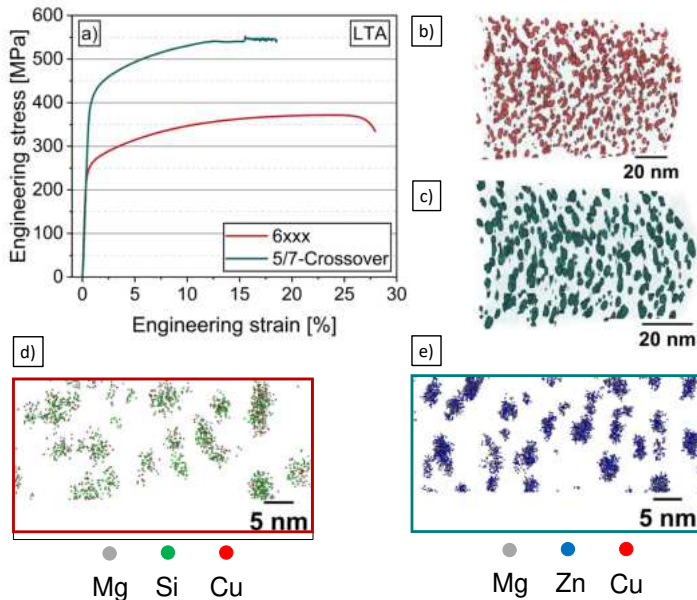 a)
LTA
600
500
400
300
200
100
0
Engineering stress [MPa]
6xxx
5/7-Crossover
0 5 10 15 20 25 30
Engineering strain [%]
b)
20 nm
c)
20 nm
d)
5 nm
Mg Si Cu
e)
5 nm
Mg Zn Cu